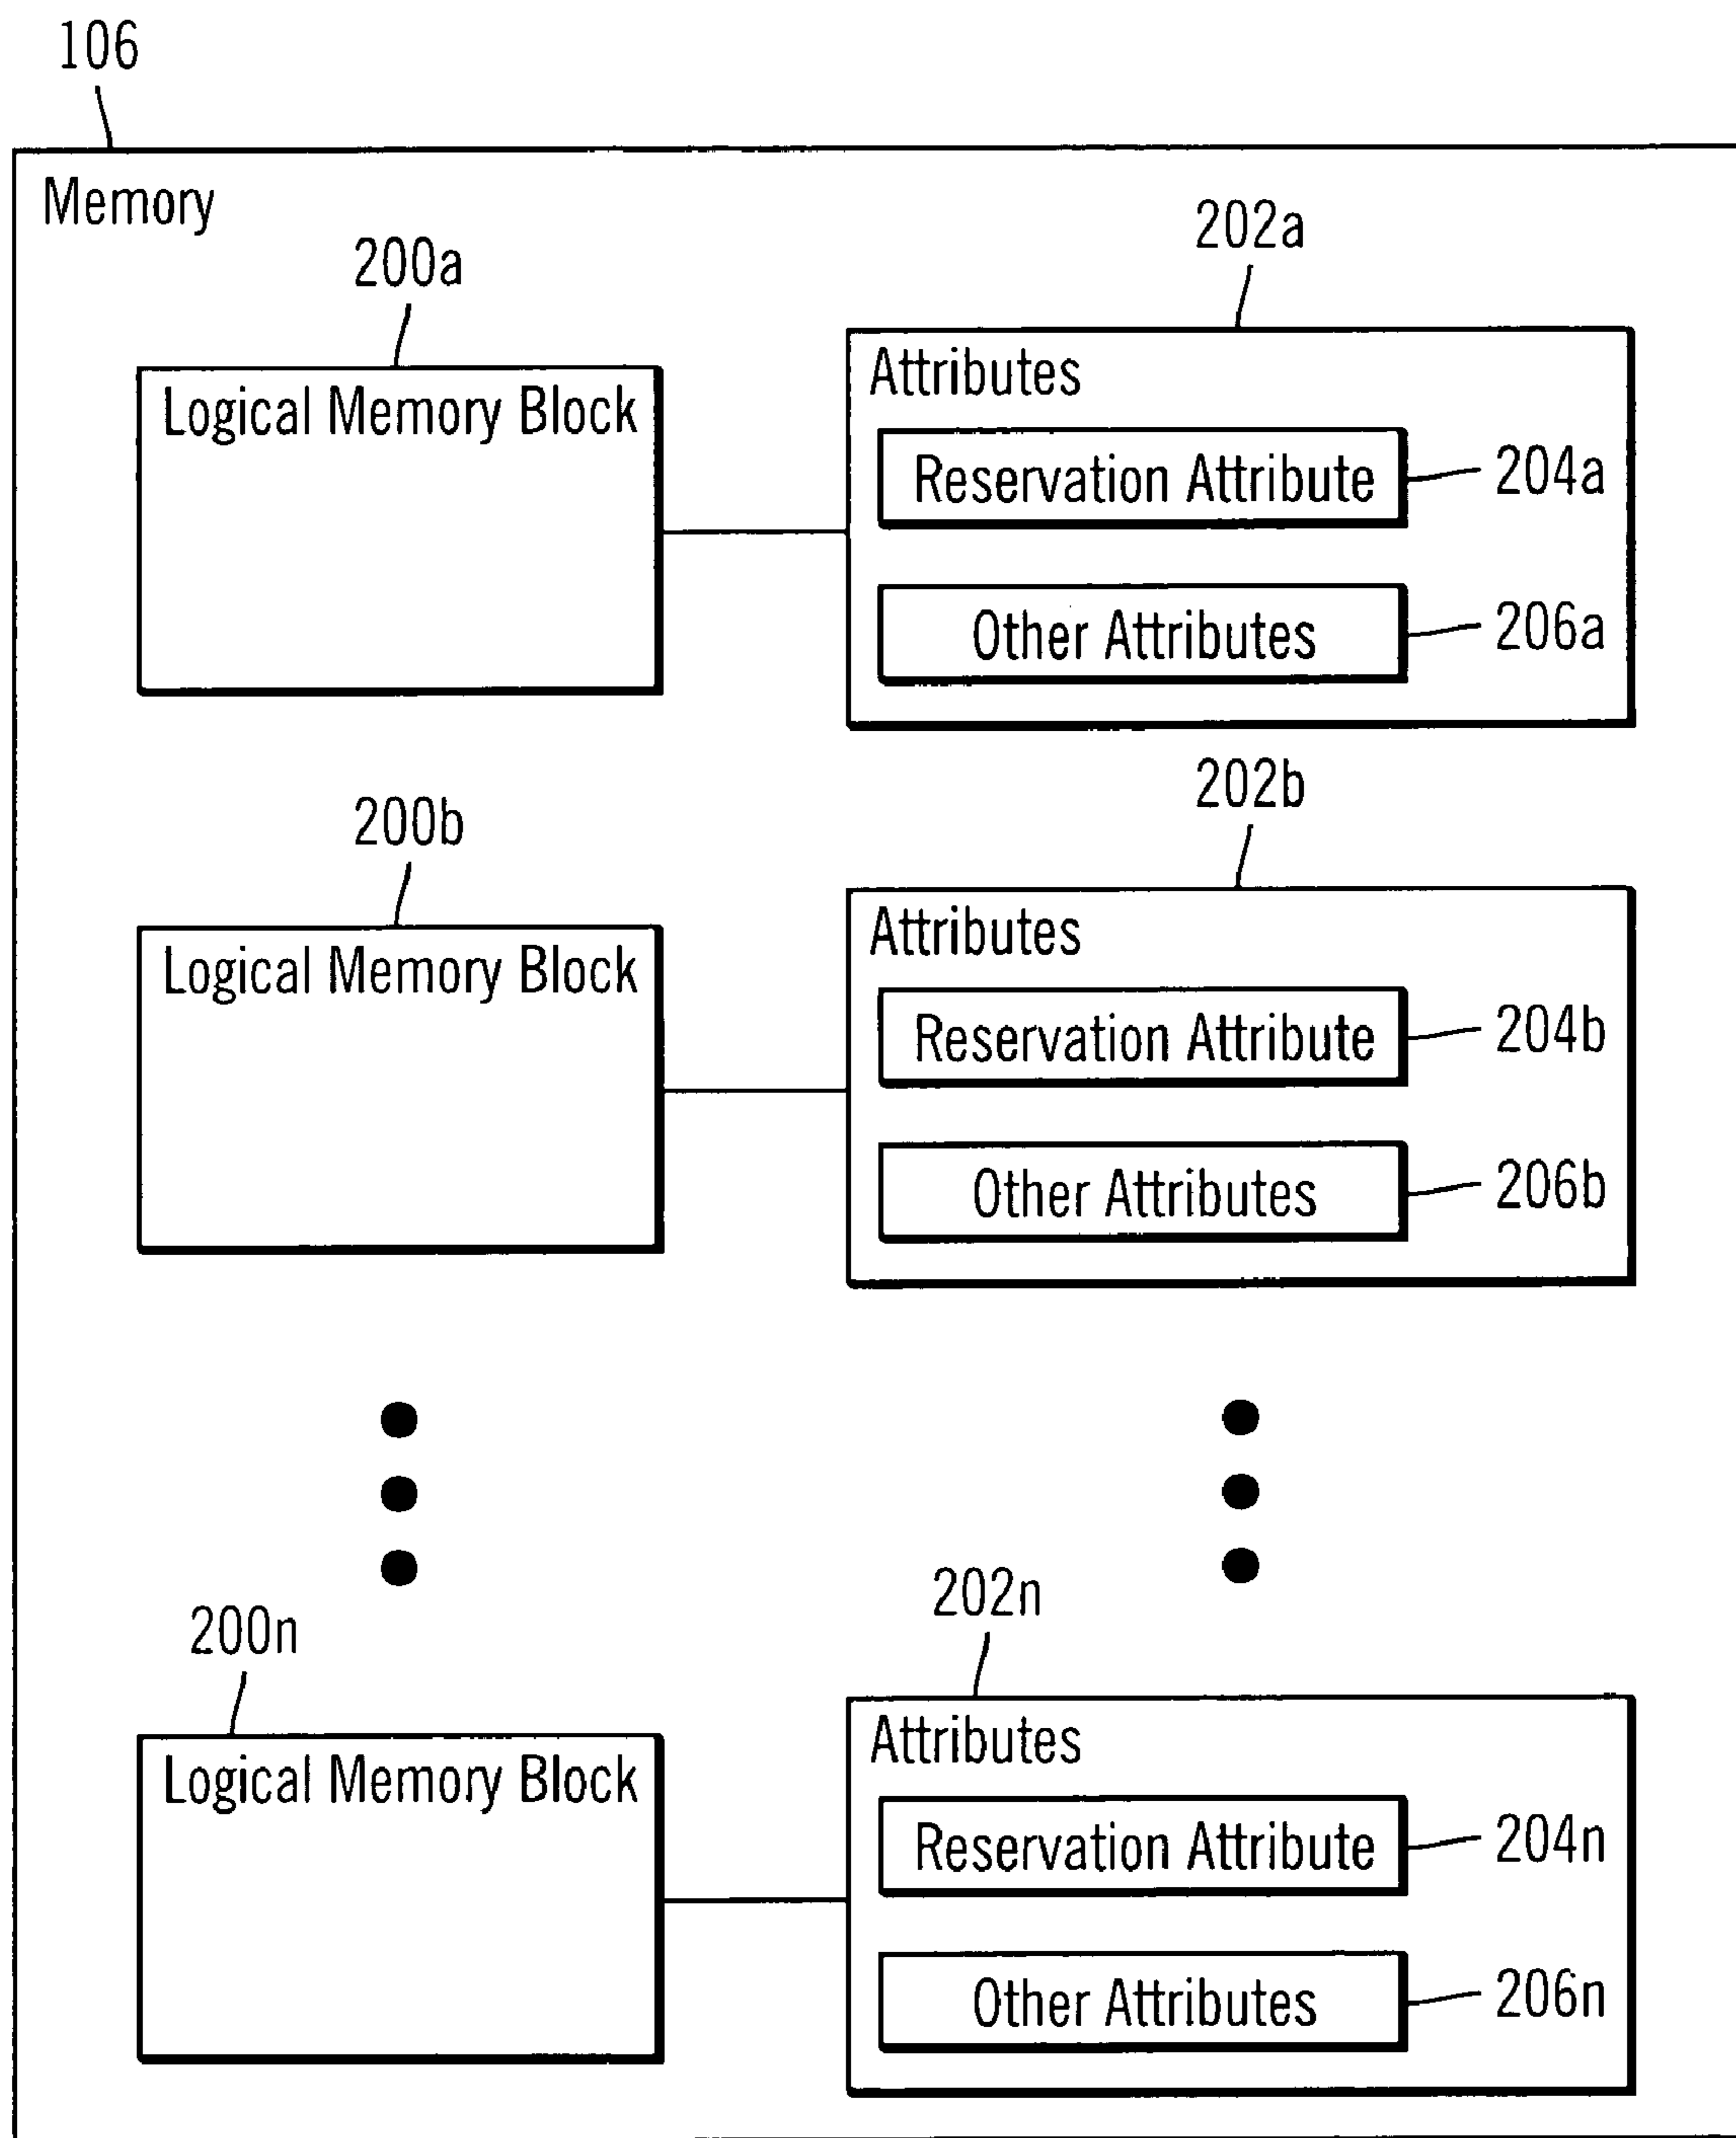 106
Memory
202a
200a
Attributes
Logical Memory Block
Reservation Attribute
204a
Other Attributes
206a
202b
200b
Attributes
Logical Memory Block
Reservation Attribute
204b
Other Attributes
206b
202n
200n
Attributes
Logical Memory Block
Reservation Attribute
204n
Other Attributes
206n